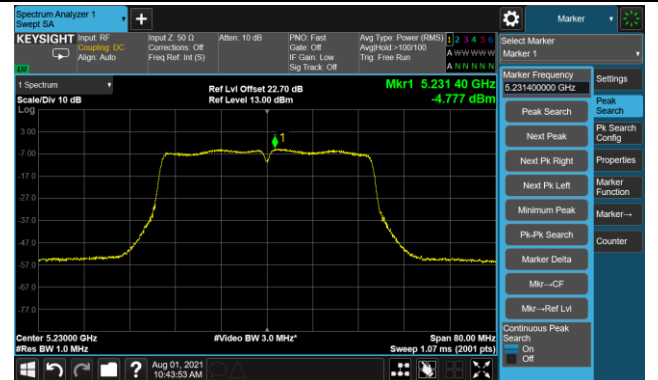 Spectrum Analyzer 1
Swept SA
+
Marker
KEYSIGHT
Input: RF
Coupling: DC
Align: Auto
Input Z: 50 Ω
Corrections: Off
Freq Ref: Int (S)
Atten: 10 dB
PNO: Fast
Gate: Off
IF Gain: Low
Sig Track: Off
Avg Type: Power (RMS)
Avg|Hold:>100/100
Trig: Free Run
1 2 3 4 5 6
A W W W W W
A N N N N N
Select Marker
Marker 1
1 Spectrum
Scale/Div 10 dB
Log
Ref Lvl Offset 22.70 dB
Ref Level 13.00 dBm
Mkr1 5.231 40 GHz
-4.777 dBm
1
3.00
-7.00
-17.0
-27.0
-37.0
-47.0
-57.0
-67.0
-77.0
Center 5.23000 GHz
#Res BW 1.0 MHz
#Video BW 3.0 MHz*
Span 80.00 MHz
Sweep 1.07 ms (2001 pts)
Marker Frequency
5.231400000 GHz
Peak Search
Next Peak
Next Pk Right
Next Pk Left
Minimum Peak
Pk-Pk Search
Marker Delta
Mkr→CF
Mkr→Ref Lvl
Continuous Peak
Search
On
Off
Settings
Peak
Search
Pk Search
Config
Properties
Marker
Function
Marker→
Counter
?
Aug 01, 2021
10:43:53 AM